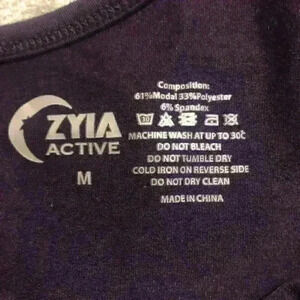 ZYIA
ACTIVE
M
Composition:
61%Modal 33%Polyester
6% Spandex
30
MACHINE WASH AT UP TO 30C
DO NOT BLEACH
DO NOT TUMBLE DRY
COLD IRON ON REVERSE SIDE
DO NOT DRY CLEAN
MADE IN CHINA